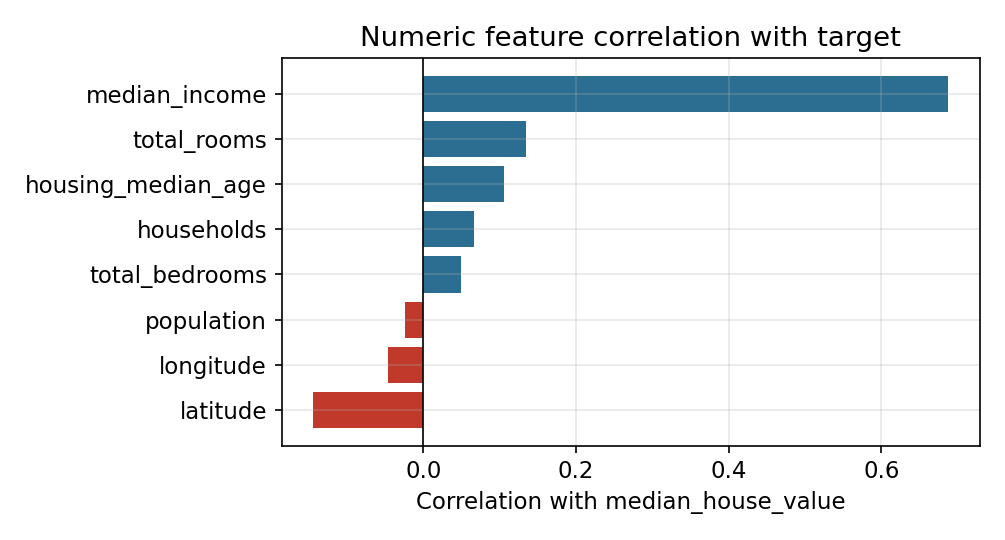 Numeric feature correlation with target
median_income
total_rooms
housing_median_age
households
total_bedrooms
population
longitude
latitude
0.0 0.2 0.4 0.6
Correlation with median_house_value